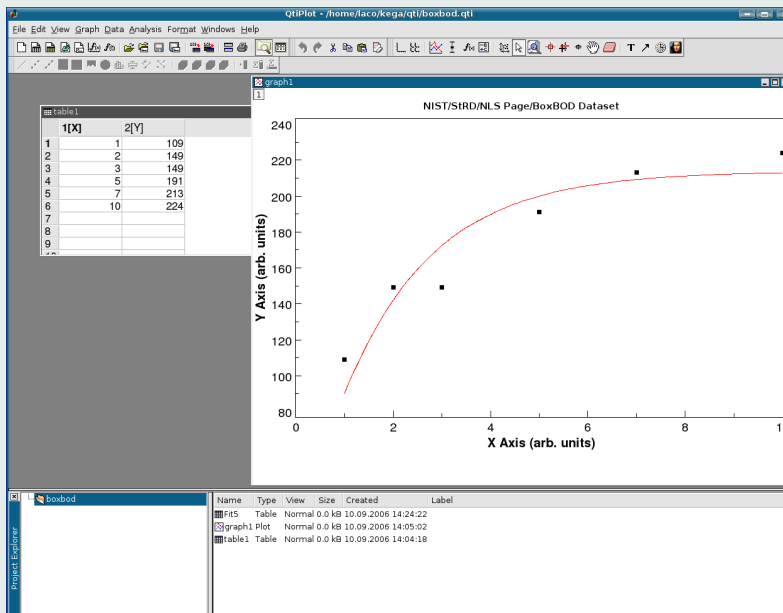 QtiPlot - /home/laco/kega/qti/boxbod.qti
File Edit View Graph Data Analysis Format Windows Help
table1
1[X] 2[Y]
1 1 109
2 2 149
3 3 149
4 5 191
5 7 213
6 10 224
7
8
9
graph1
1
NIST/StRD/NLS Page/BoxBOD Dataset
240
220
200
180
160
140
120
100
80
Y Axis (arb. units)
0 2 4 6 8
X Axis (arb. units)
Project Explorer
boxbod
Name Type View Size Created Label
Fit5 Table Normal 0.0 kB 10.09.2006 14:24:22
graph1 Plot Normal 0.0 kB 10.09.2006 14:05:02
table1 Table Normal 0.0 kB 10.09.2006 14:04:18